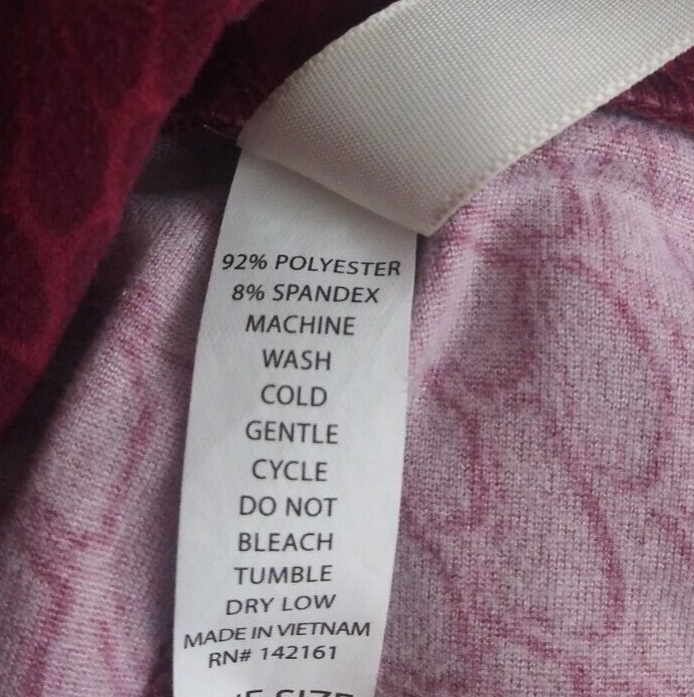 92% POLYESTER
8% SPANDEX
MACHINE
WASH
COLD
GENTLE
CYCLE
DO NOT
BLEACH
TUMBLE
DRY LOW
MADE IN VIETNAM
RN# 142161
SIZE